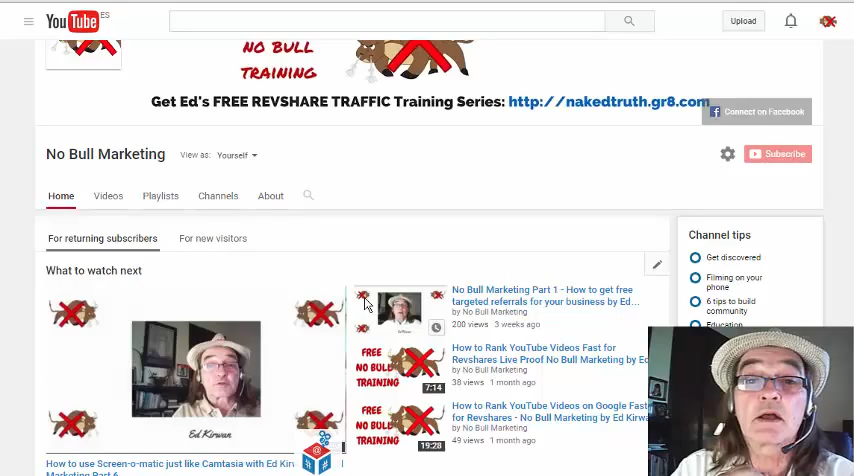 YouTube ES
Upload
NO BULL
TRAINING
Get Ed's FREE REVSHARE TRAFFIC Training Series: http://nakedtruth.gr8.com
Connect on Facebook
No Bull Marketing
View as: Yourself
Subscribe
Home Videos Playlists Channels About
For returning subscribers For new visitors
What to watch next
Ed Kirwan
How to use Screen-o-matic just like Camtasia with Ed
Marketing Part 6
Ed Kirwan
No Bull Marketing Part 1 - How to get free
targeted referrals for your business by Ed...
by No Bull Marketing
200 views 3 weeks ago
FREE
NO BULL
TRAINING
7:14
How to Rank YouTube Videos Fast for
Revshares Live Proof No Bull Marketing by Ed
by No Bull Marketing
30 views 1 month ago
FREE
NO BULL
TRAINING
19:28
How to Rank YouTube Videos on Google Fast
for Revshares - No Bull Marketing by Ed
by No Bull Marketing
49 views 1 month ago
Channel tips
Get discovered
Filming on your
phone
6 tips to build
community
Education